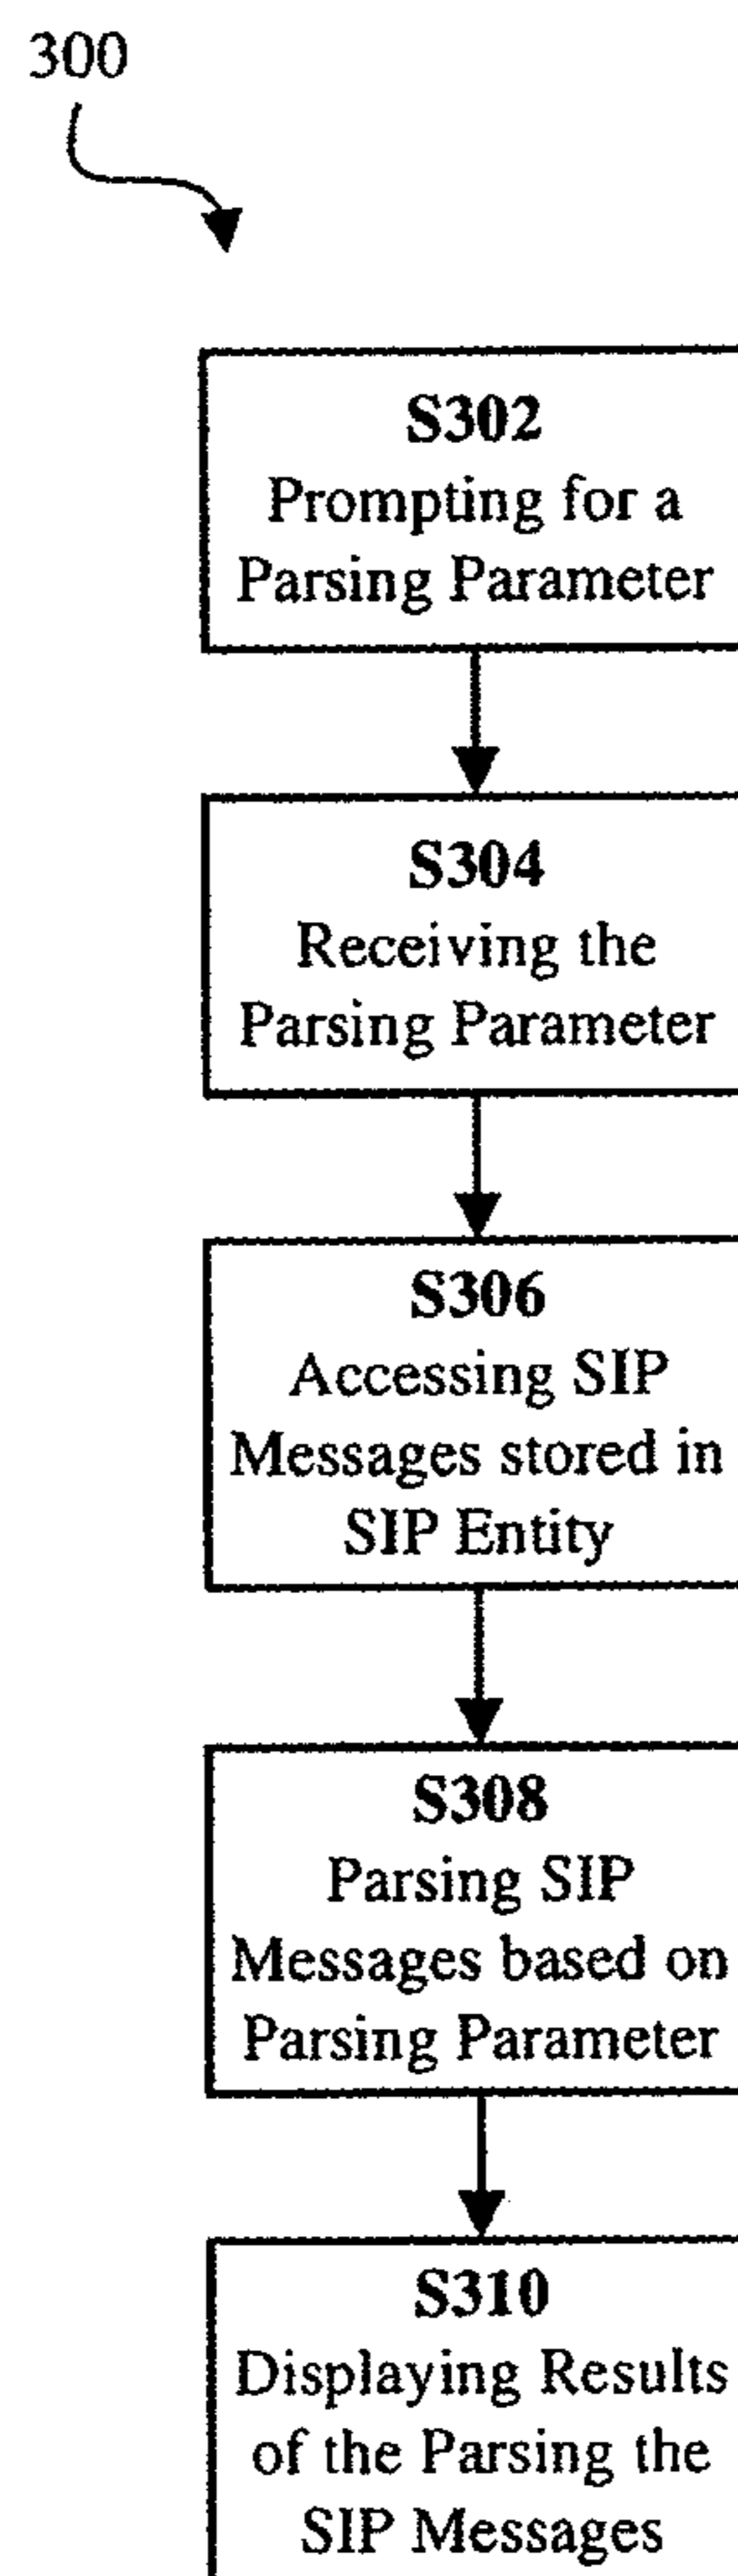 300
S302
Prompting for a
Parsing Parameter
S304
Receiving the
Parsing Parameter
S306
Accessing SIP
Messages stored in
SIP Entity
S308
Parsing SIP
Messages based on
Parsing Parameter
S310
Displaying Results
of the Parsing the
SIP Messages